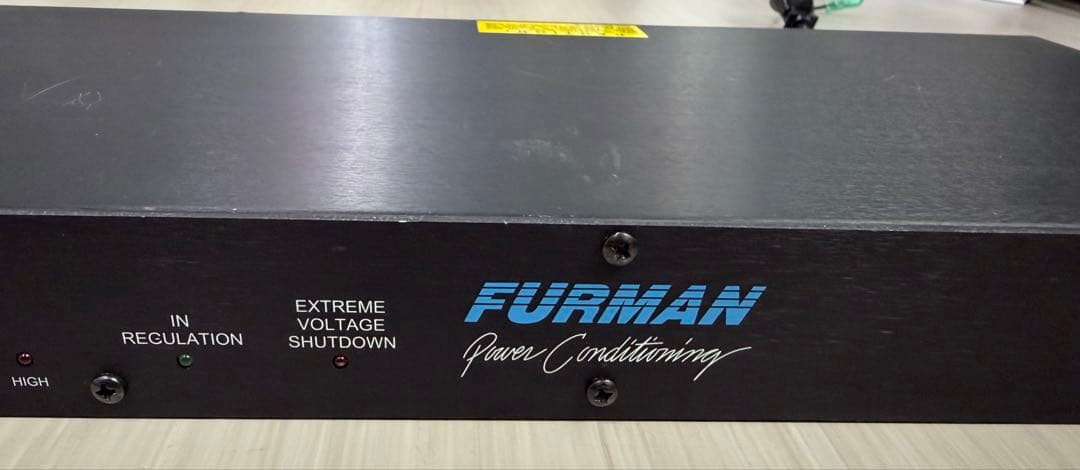 HIGH
IN
REGULATION
EXTREME
VOLTAGE
SHUTDOWN
FURMAN
Power Conditioning